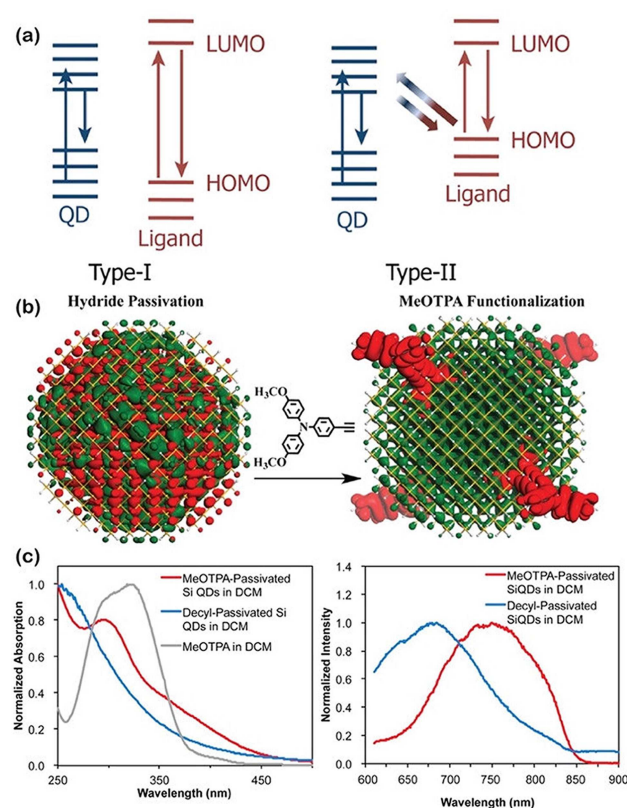 (a)
LUMO
HOMO
QD
Ligand
Type-I
LUMO
HOMO
QD
Ligand
Type-II
(b)
Hydride Passivation
MeOTPA Functionalization
H₃CO
N
H₃CO
(c)
Normalized Absorption
1.0
0.8
0.6
0.4
0.2
0.0
250
350
450
Wavelength (nm)
MeOTPA-Passivated
Si QDs in DCM
Decyl-Passivated Si
QDs in DCM
MeOTPA in DCM
Normalized Intensity
1.4
1.2
1.0
0.8
0.6
0.4
0.2
0.0
600
650
700
750
800
850
900
Wavelength (nm)
MeOTPA-Passivated
SiQDs in DCM
Decyl-Passivated
SiQDs in DCM